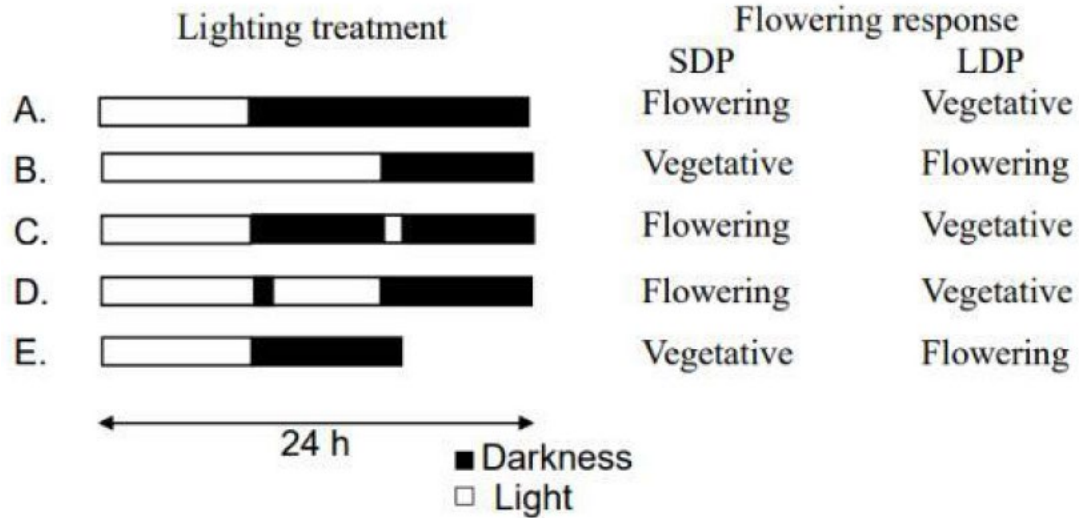 Lighting treatment Flowering response
SDP LDP
A. Flowering Vegetative
B. Vegetative Flowering
C. Flowering Vegetative
D. Flowering Vegetative
E. Vegetative Flowering
24 h
Darkness
Light